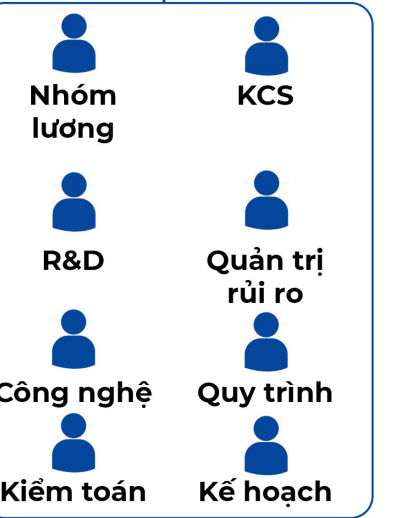 Nhóm
lương
KCS
R&D
Quản trị
rủi ro
Công nghệ
Quy trình
Kiểm toán
Kế hoạch